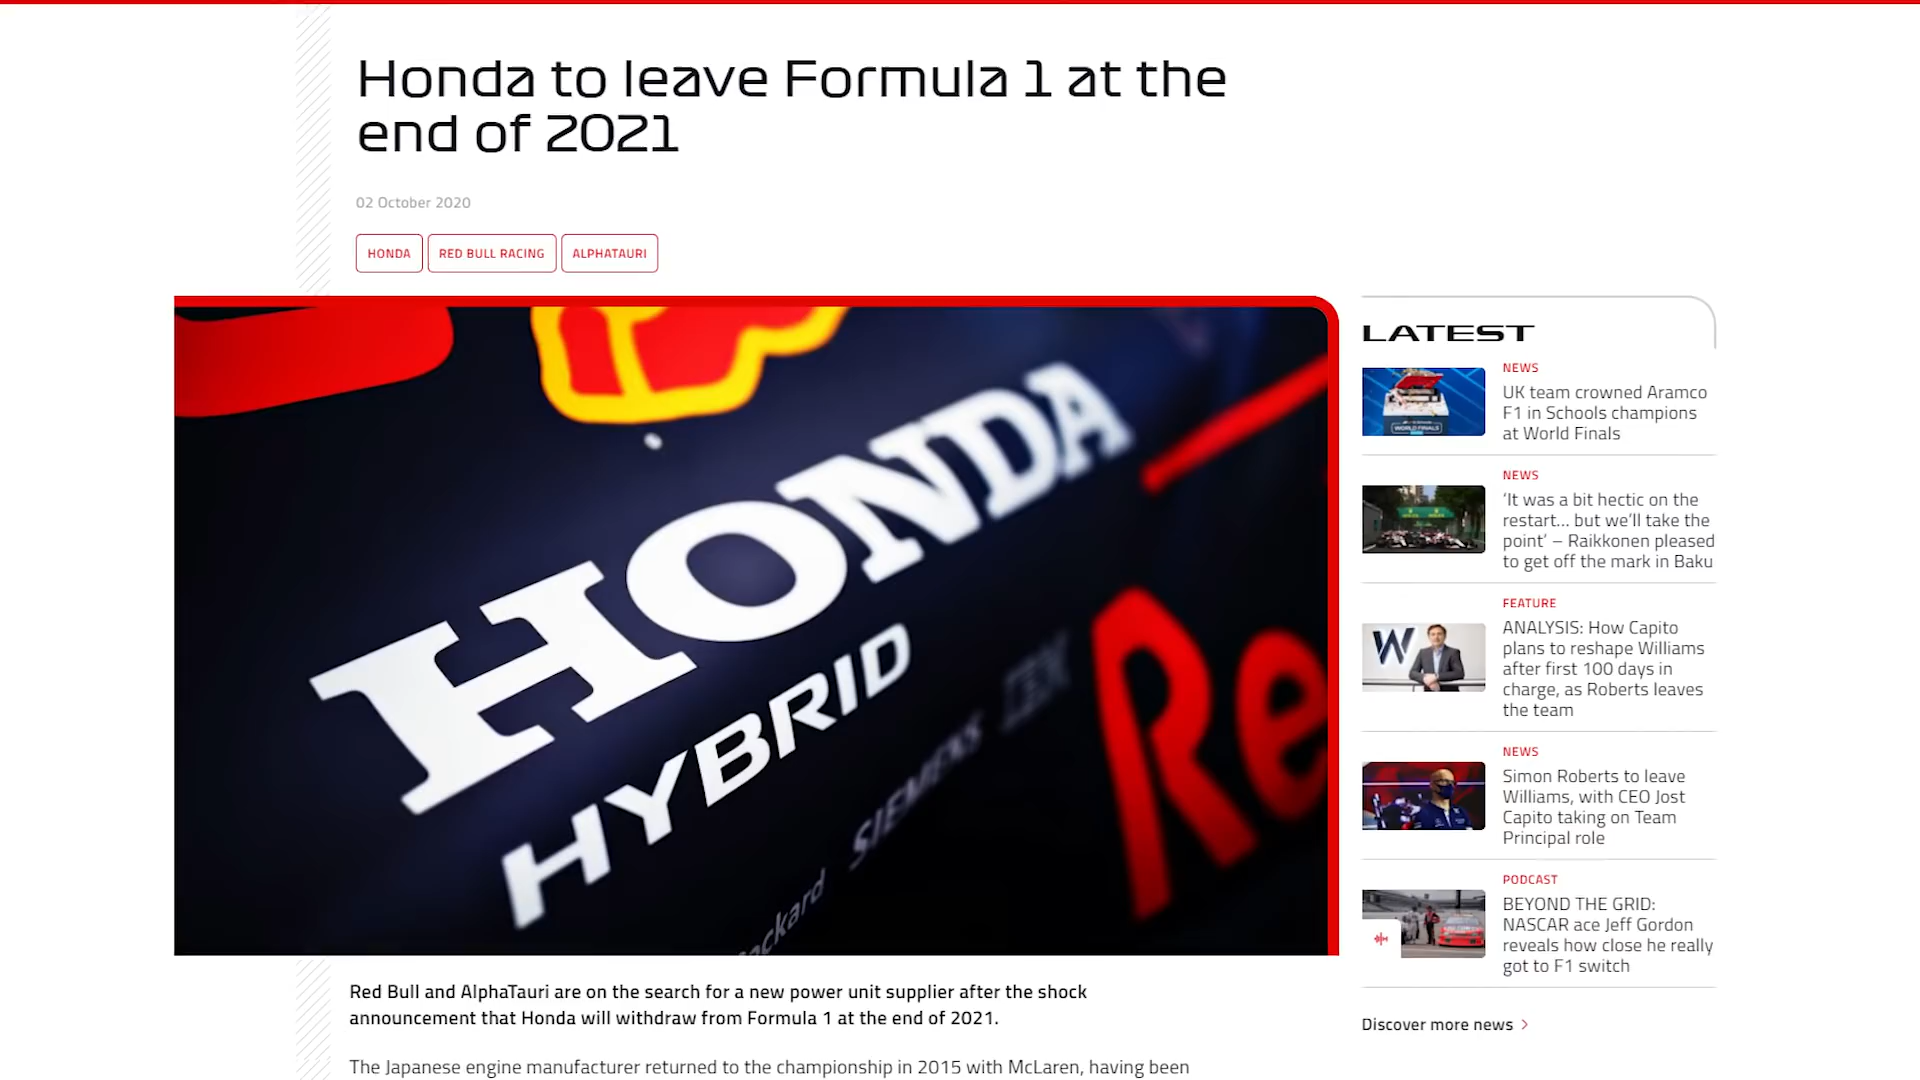 Honda to leave Formula 1 at the
end of 2021
02 October 2020
HONDA
RED BULL RACING
ALPHATAURI
HONDA
HYBRID
SIEMENS
IBM
ockard
Re
LATEST
NEWS
UK team crowned Aramco
F1 in Schools champions
at World Finals
WORLD FINALS
NEWS
‘It was a bit hectic on the
restart... but we’ll take the
point’ – Raikkonen pleased
to get off the mark in Baku
FEATURE
ANALYSIS: How Capito
plans to reshape Williams
after first 100 days in
charge, as Roberts leaves
the team
NEWS
Simon Roberts to leave
Williams, with CEO Jost
Capito taking on Team
Principal role
PODCAST
BEYOND THE GRID:
NASCAR ace Jeff Gordon
reveals how close he really
got to F1 switch
Discover more news
Red Bull and AlphaTauri are on the search for a new power unit supplier after the shock
announcement that Honda will withdraw from Formula 1 at the end of 2021.
The Japanese engine manufacturer returned to the championship in 2015 with McLaren, having been